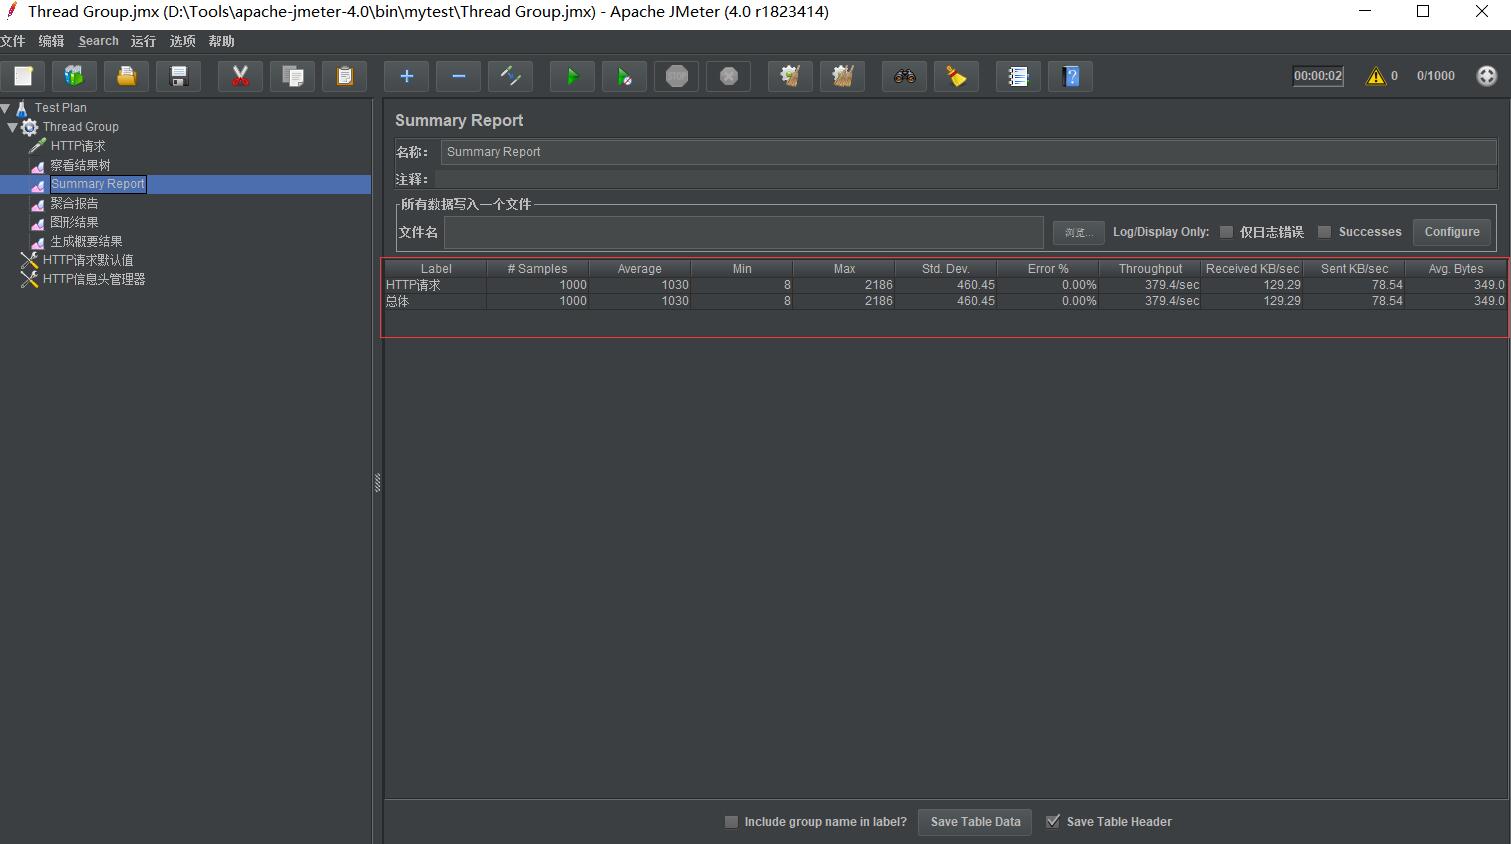 Thread Group.jmx (D:\Tools\apache-jmeter-4.0\bin\mytest\Thread Group.jmx) - Apache JMeter (4.0 r1823414)
文件 编辑 Search 运行 选项 帮助
STOP 00:00:02 0 0/1000
Test Plan
Thread Group
HTTP请求
察看结果树
Summary Report
聚合报告
图形结果
生成概要结果
HTTP请求默认值
HTTP信息头管理器
Summary Report
名称： Summary Report
注释：
所有数据写入一个文件
文件名 浏览... Log/Display Only: 仅日志错误 Successes Configure
Label # Samples Average Min Max Std. Dev. Error % Throughput Received KB/sec Sent KB/sec Avg. Bytes
HTTP请求 1000 1030 8 2186 460.45 0.00% 379.4/sec 129.29 78.54 349.0
总体 1000 1030 8 2186 460.45 0.00% 379.4/sec 129.29 78.54 349.0
Include group name in label? Save Table Data Save Table Header